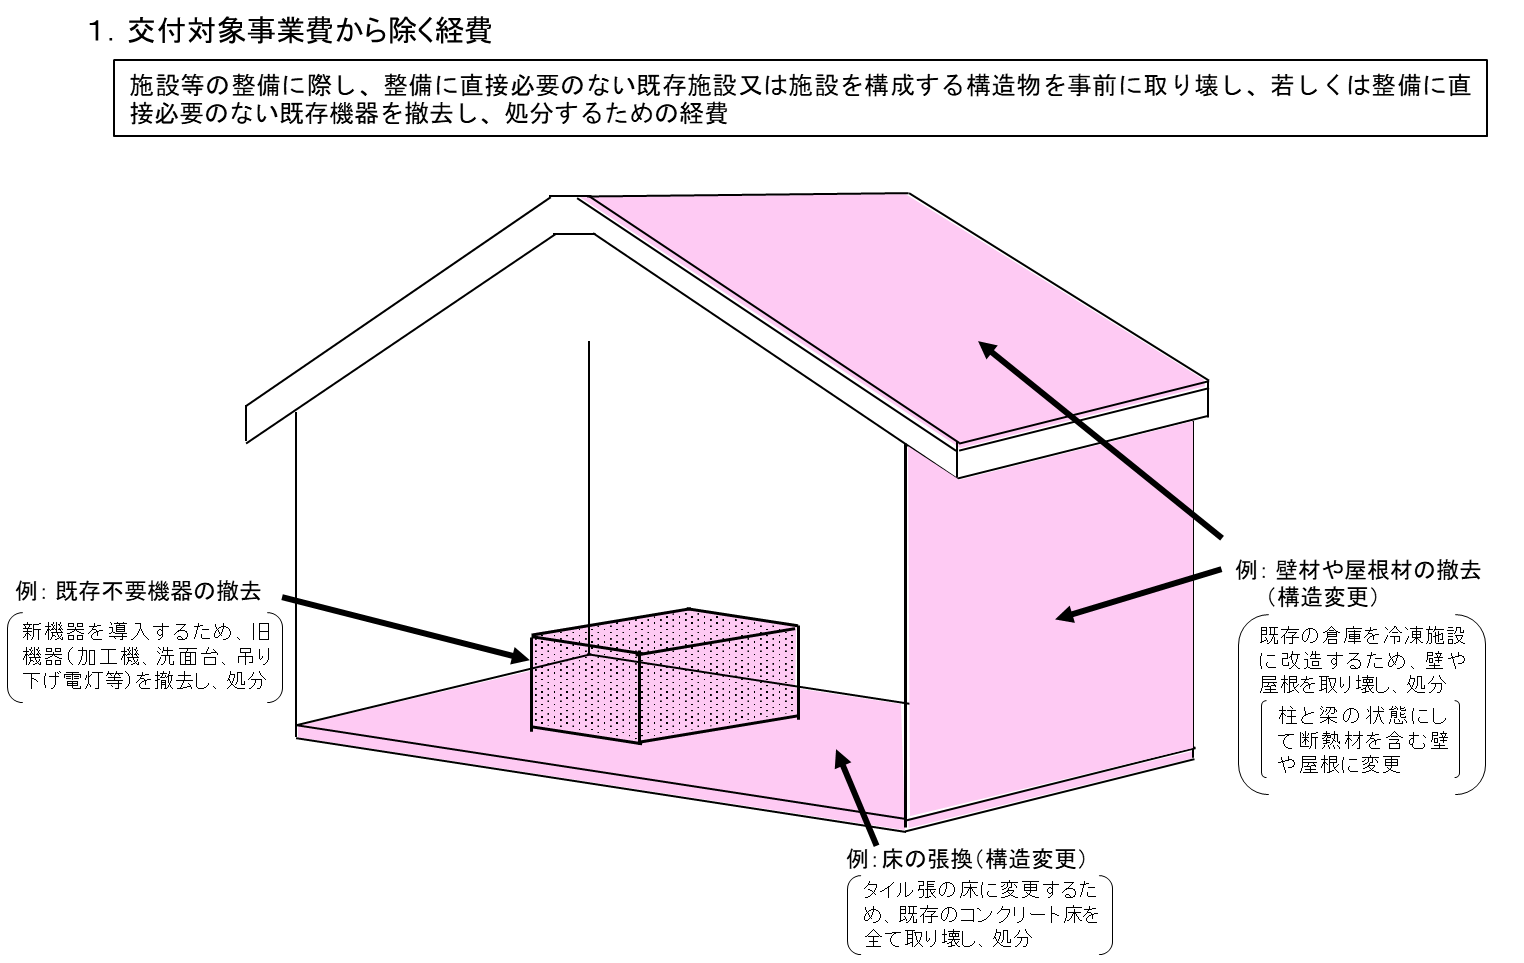 １．交付対象事業費から除く経費
施設等の整備に際し、整備に直接必要のない既存施設又は施設を構成する構造物を事前に取り壊し、若しくは整備に直
接必要のない既存機器を撤去し、処分するための経費
例：既存不要機器の撤去
新機器を導入するため、旧
機器（加工機、洗面台、吊り
下げ電灯等）を撤去し、処分
例：壁材や屋根材の撤去
（構造変更）
既存の倉庫を冷凍施設
に改造するため、壁や
屋根を取り壊し、処分
柱と梁の状態にし
て断熱材を含む壁
や屋根に変更
例：床の張換（構造変更）
タイル張の床に変更するた
め、既存のコンクリート床を
全て取り壊し、処分